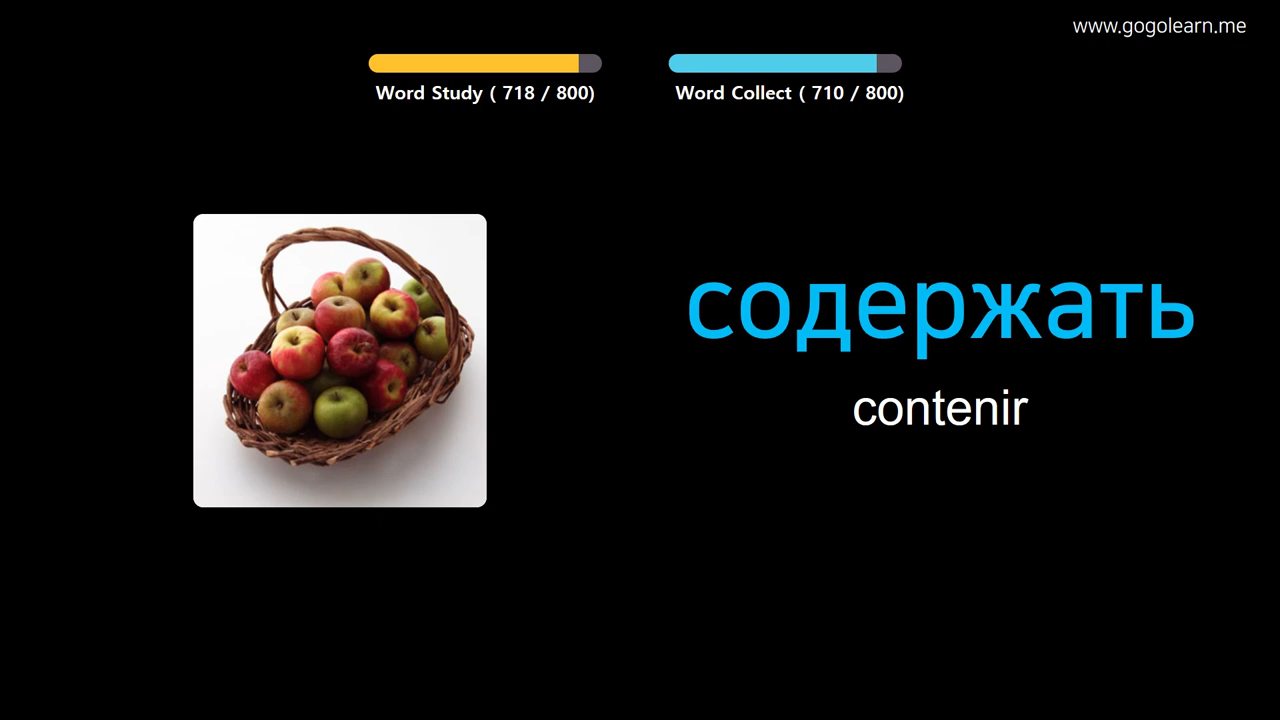 www.gogolearn.me
Word Study ( 718 / 800)
Word Collect ( 710 / 800)
содержать
contenir